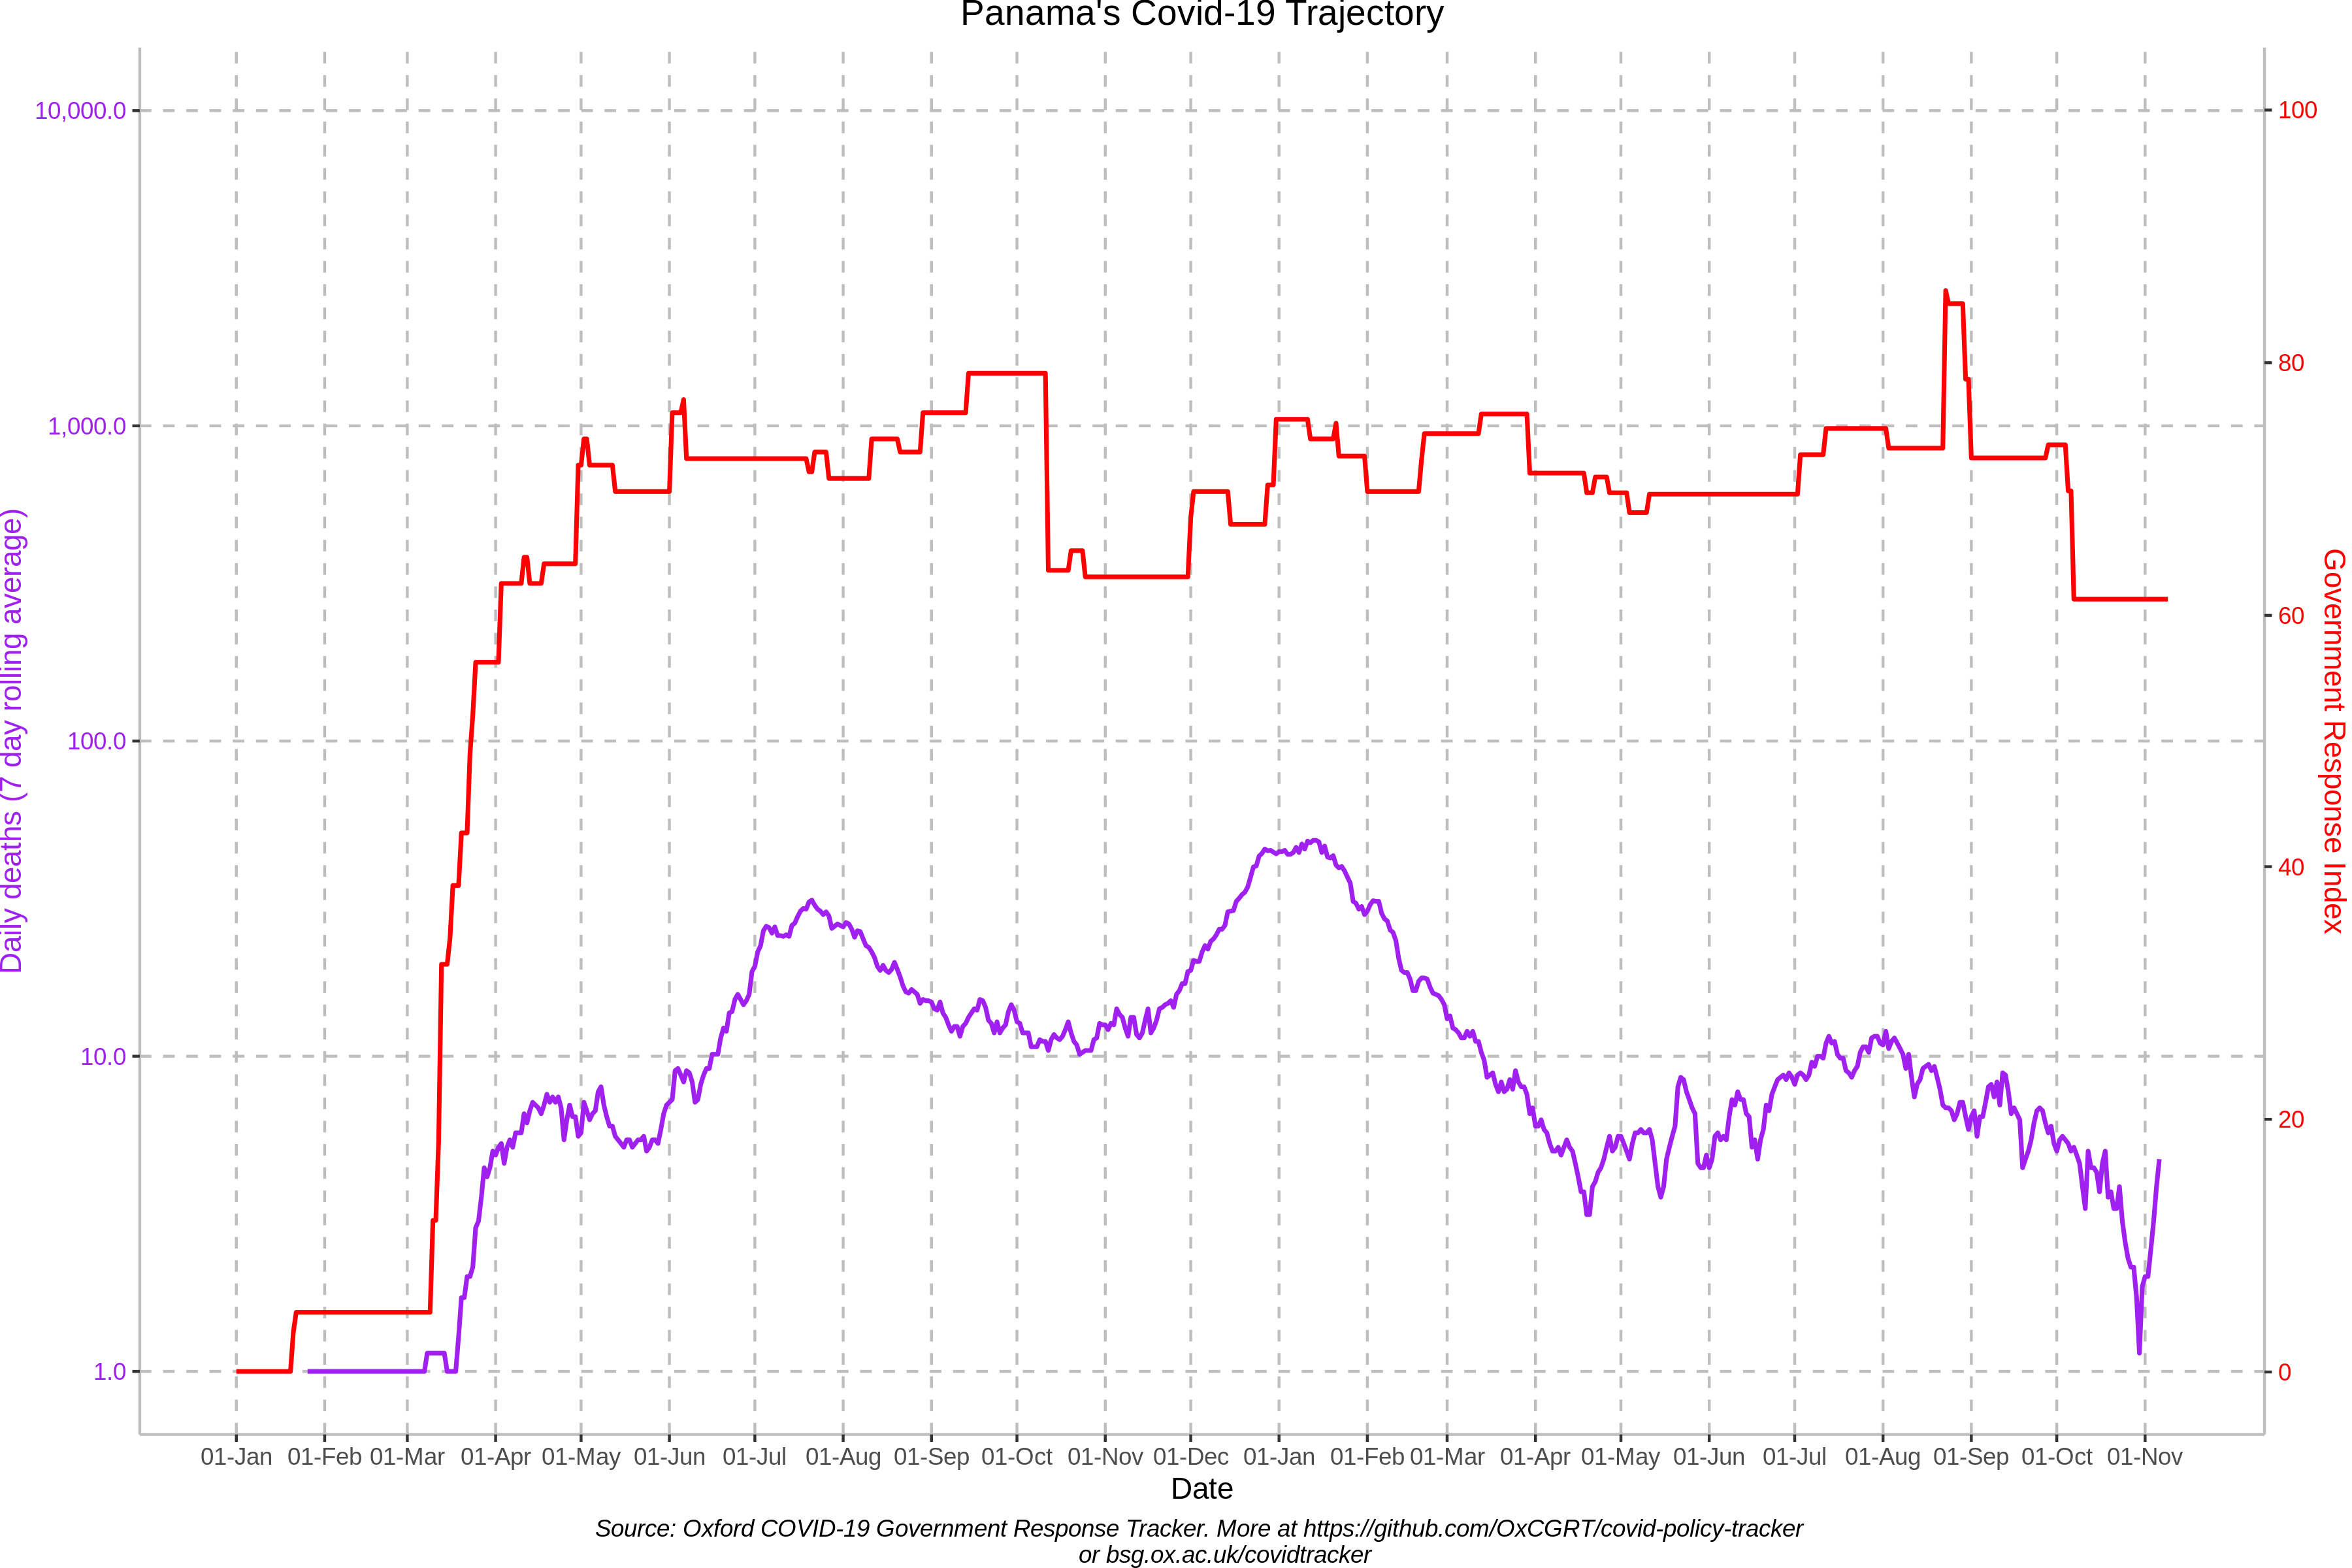 Panama's Covid-19 Trajectory
10,000.0
1,000.0
100.0
10.0
1.0
Daily deaths (7 day rolling average)
100
80
60
40
20
0
Government Response Index
01-Jan 01-Feb 01-Mar 01-Apr 01-May 01-Jun 01-Jul 01-Aug 01-Sep 01-Oct 01-Nov 01-Dec 01-Jan 01-Feb 01-Mar 01-Apr 01-May 01-Jun 01-Jul 01-Aug 01-Sep 01-Oct 01-Nov
Date
Source: Oxford COVID-19 Government Response Tracker. More at https://github.com/OxCGRT/covid-policy-tracker
or bsg.ox.ac.uk/covidtracker